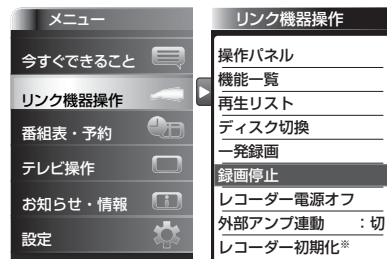 メニュー
今すぐできること
リンク機器操作
番組表・予約
テレビ操作
お知らせ・情報
設定
リンク機器操作
操作パネル
機能一覧
再生リスト
ディスク切換
一発録画
録画停止
レコーダー電源オフ
外部アンプ連動 ：切
レコーダー初期化※